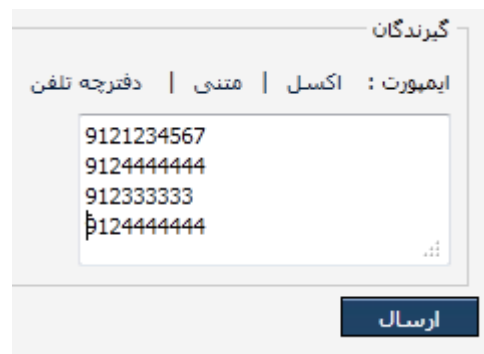 گیرندگان
ایمپورت : اکسل | متنی | دفترچه تلفن
9121234567
9124444444
912333333
9124444444
ارسال